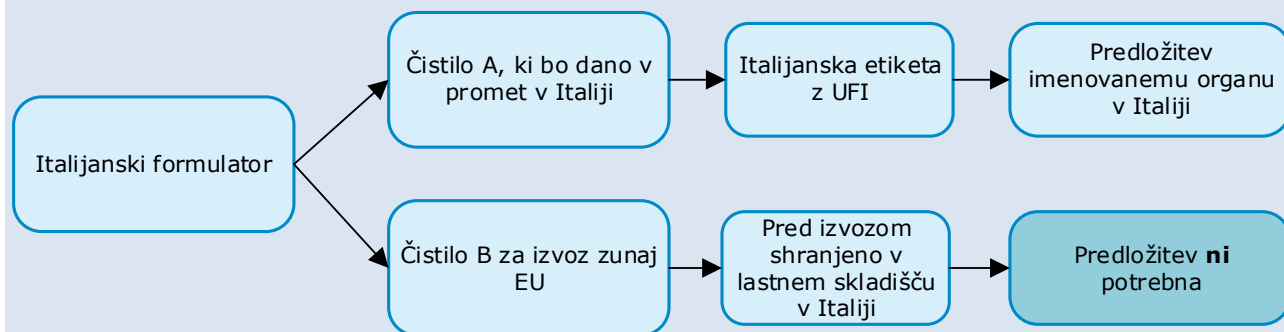 Italijanski formulator
Čistilo A, ki bo dano v
promet v Italiji
Italijanska etiketa
z UFI
Predložitev
imenovanemu organu
v Italiji
Čistilo B za izvoz zunaj
EU
Pred izvozom
shranjeno v
lastnem skladišču
v Italiji
Predložitev ni
potrebna